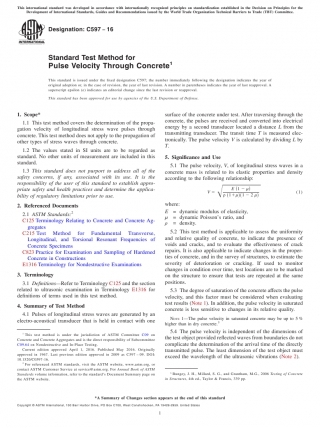 This international standard was developed in accordance with internationally recognized principles on standardization established in the Decision on Principles for the
Development of International Standards, Guides and Recommendations issued by the World Trade Organization Technical Barriers to Trade (TBT) Committee.
Designation: C597 – 16
INTERNATIONAL
Standard Test Method for
Pulse Velocity Through Concrete1
This standard is issued under the fixed designation C597; the number immediately following the designation indicates the year of
original adoption or, in the case of revision, the year of last revision. A number in parentheses indicates the year of last reapproval. A
superscript epsilon (ε) indicates an editorial change since the last revision or reapproval.
This standard has been approved for use by agencies of the U.S. Department of Defense.
1. Scope*
1.1 This test method covers the determination of the propa-
gation velocity of longitudinal stress wave pulses through
concrete. This test method does not apply to the propagation of
other types of stress waves through concrete.
1.2 The values stated in SI units are to be regarded as
standard. No other units of measurement are included in this
standard.
1.3 This standard does not purport to address all of the
safety concerns, if any, associated with its use. It is the
responsibility of the user of this standard to establish appro-
priate safety and health practices and determine the applica-
bility of regulatory limitations prior to use.
2. Referenced Documents
2.1 ASTM Standards:2
C125 Terminology Relating to Concrete and Concrete Ag-
gregates
C215 Test Method for Fundamental Transverse,
Longitudinal, and Torsional Resonant Frequencies of
Concrete Specimens
C823 Practice for Examination and Sampling of Hardened
Concrete in Constructions
E1316 Terminology for Nondestructive Examinations
3. Terminology
3.1 Definitions—Refer to Terminology C125 and the section
related to ultrasonic examination in Terminology E1316 for
definitions of terms used in this test method.
4. Summary of Test Method
4.1 Pulses of longitudinal stress waves are generated by an
electro-acoustical transducer that is held in contact with one
1 This test method is under the jurisdiction of ASTM Committee C09 on
Concrete and Concrete Aggregates and is the direct responsibility of Subcommittee
C09.64 on Nondestructive and In-Place Testing.
Current edition approved April 1, 2016. Published May 2016. Originally
approved in 1967. Last previous edition approved in 2009 as C597 – 09. DOI:
10.1520/C0597-16.
2 For referenced ASTM standards, visit the ASTM website, www.astm.org, or
contact ASTM Customer Service at service@astm.org. For Annual Book of ASTM
Standards volume information, refer to the standard's Document Summary page on
the ASTM website.
surface of the concrete under test. After traversing through the
concrete, the pulses are received and converted into electrical
energy by a second transducer located a distance L from the
transmitting transducer. The transit time T is measured elec-
tronically. The pulse velocity V is calculated by dividing L by
T.
5. Significance and Use
5.1 The pulse velocity, V, of longitudinal stress waves in a
concrete mass is related to its elastic properties and density
according to the following relationship:
V = √ E (1 − μ) / ρ (1 + μ) (1 − 2 μ) (1)
where:
E = dynamic modulus of elasticity,
μ = dynamic Poisson's ratio, and
ρ = density.
5.2 This test method is applicable to assess the uniformity
and relative quality of concrete, to indicate the presence of
voids and cracks, and to evaluate the effectiveness of crack
repairs. It is also applicable to indicate changes in the proper-
ties of concrete, and in the survey of structures, to estimate the
severity of deterioration or cracking. If used to monitor
changes in condition over time, test locations are to be marked
on the structure to ensure that tests are repeated at the same
positions.
5.3 The degree of saturation of the concrete affects the pulse
velocity, and this factor must be considered when evaluating
test results (Note 1). In addition, the pulse velocity in saturated
concrete is less sensitive to changes in its relative quality.
NOTE 1—The pulse velocity in saturated concrete may be up to 5 %
higher than in dry concrete.3
5.4 The pulse velocity is independent of the dimensions of
the test object provided reflected waves from boundaries do not
complicate the determination of the arrival time of the directly
transmitted pulse. The least dimension of the test object must
exceed the wavelength of the ultrasonic vibrations (Note 2).
3 Bungey, J. H., Millard, S. G., and Grantham, M.G., 2006 Testing of Concrete
in Structures, 4th ed., Taylor & Francis, 339 pp.
*A Summary of Changes section appears at the end of this standard
Copyright © ASTM International, 100 Barr Harbor Drive, PO Box C700, West Conshohocken, PA 19428-2959. United States
1